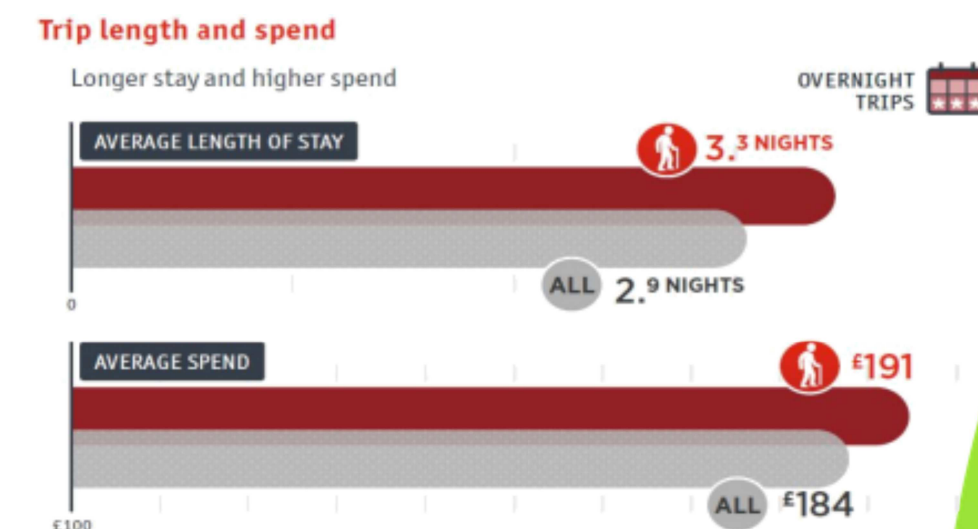 Trip length and spend
Longer stay and higher spend
OVERNIGHT
TRIPS
AVERAGE LENGTH OF STAY
3.3 NIGHTS
ALL 2.9 NIGHTS
0
AVERAGE SPEND
£191
ALL £184
£100